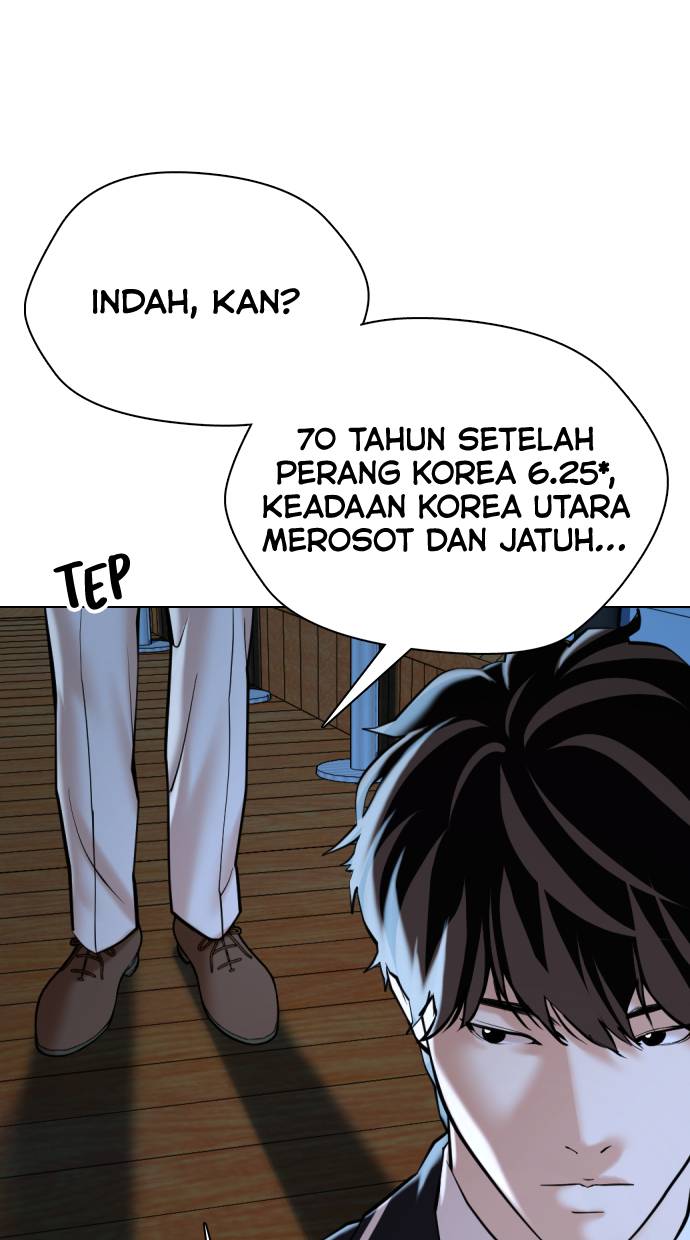 INDAH, KAN?
70 TAHUN SETELAH
PERANG KOREA 6.25*,
KEADAAN KOREA UTARA
MEROSOT DAN JATUH...
TEP